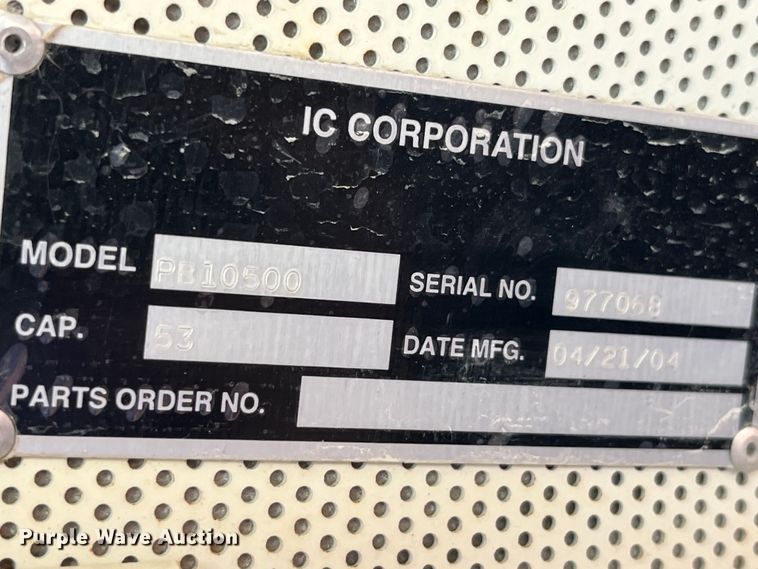 IC CORPORATION
MODEL PB10500 SERIAL NO. 977068
CAP. 53 DATE MFG. 04/21/04
PARTS ORDER NO.
Purple Wave Auction